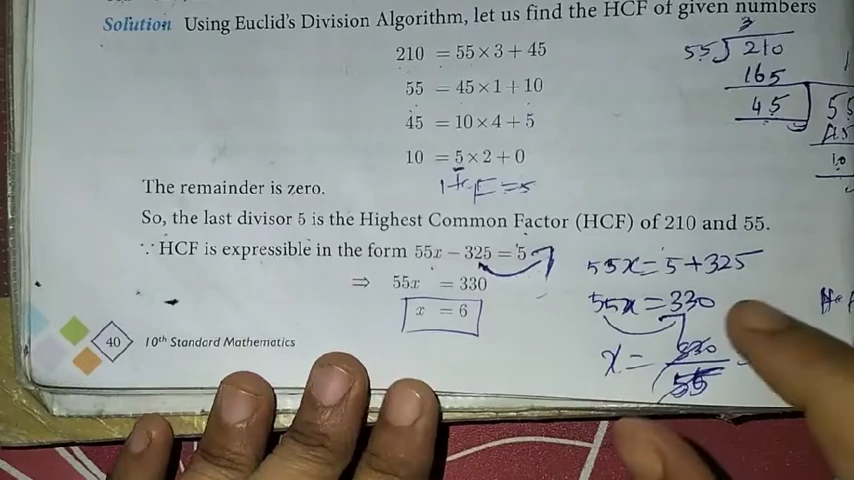 Solution Using Euclid's Division Algorithm, let us find the HCF of given numbers
210 = 55 × 3 + 45
55 = 45 × 1 + 10
45 = 10 × 4 + 5
10 = 5 × 2 + 0
HCF = 5
The remainder is zero.
So, the last divisor 5 is the Highest Common Factor (HCF) of 210 and 55.
∵ HCF is expressible in the form 55x − 325 = 5
⇒ 55x = 330
x = 6
40 10th Standard Mathematics
3
55 210
165
45
55
45
10
55x = 5 + 325
55x = 330
x = 330
55